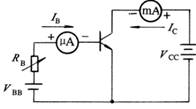 I_B
− mA +
I_C
+ μA −
R_B
V_CC
V_BB